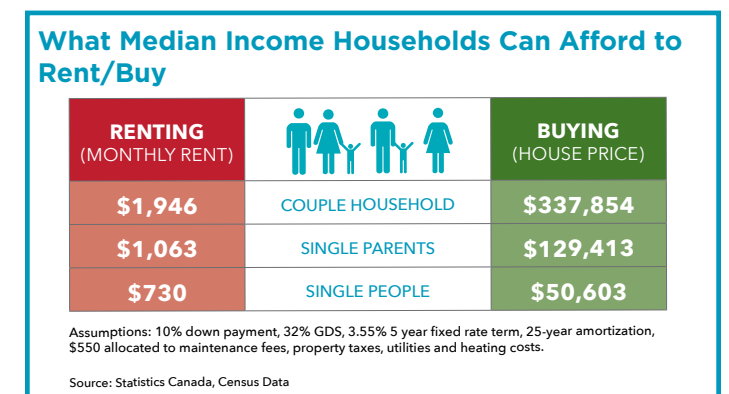 What Median Income Households Can Afford to
Rent/Buy
RENTING
(MONTHLY RENT)
BUYING
(HOUSE PRICE)
$1,946 COUPLE HOUSEHOLD $337,854
$1,063 SINGLE PARENTS $129,413
$730 SINGLE PEOPLE $50,603
Assumptions: 10% down payment, 32% GDS, 3.55% 5 year fixed rate term, 25-year amortization,
$550 allocated to maintenance fees, property taxes, utilities and heating costs.
Source: Statistics Canada, Census Data